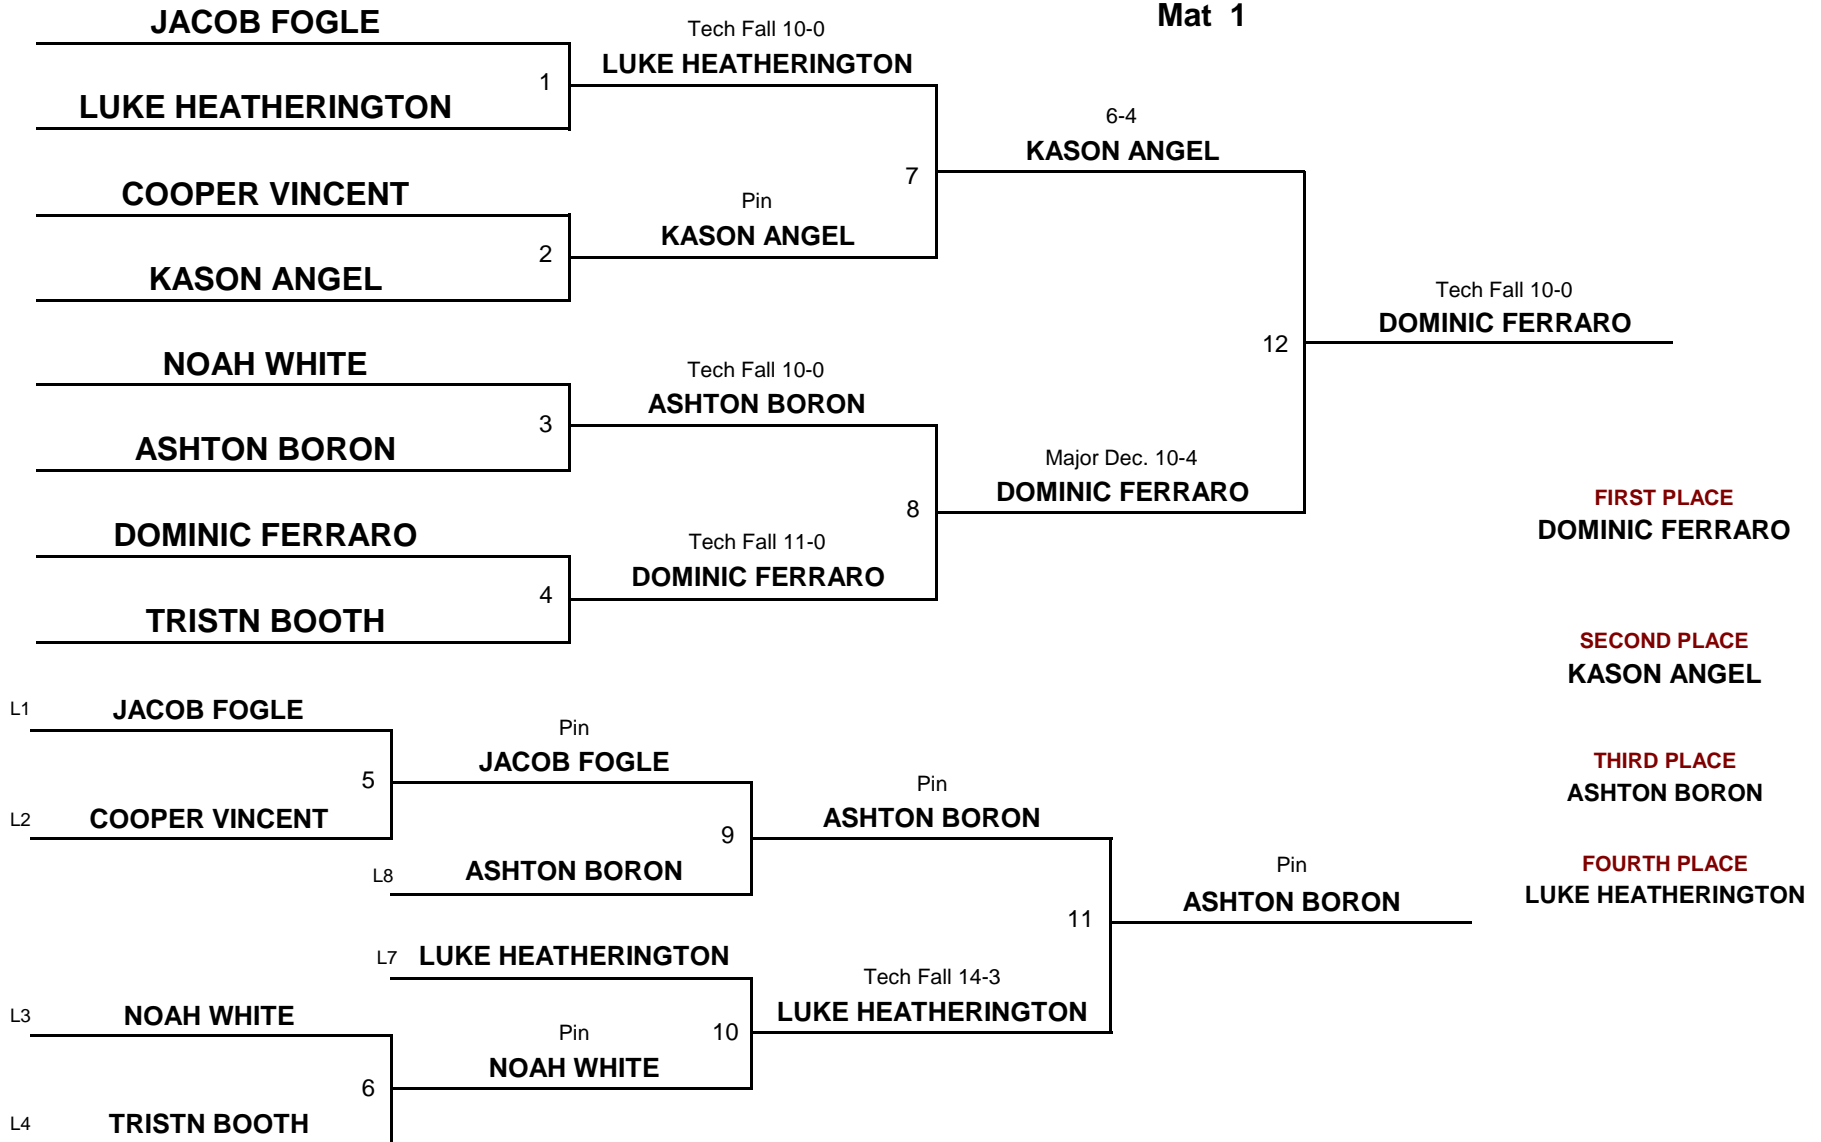 Mat 1
JACOB FOGLE
Tech Fall 10-0
LUKE HEATHERINGTON
1
LUKE HEATHERINGTON
6-4
KASON ANGEL
7
COOPER VINCENT
Pin
KASON ANGEL
2
KASON ANGEL
Tech Fall 10-0
DOMINIC FERRARO
12
NOAH WHITE
Tech Fall 10-0
ASHTON BORON
3
ASHTON BORON
Major Dec. 10-4
DOMINIC FERRARO
8
DOMINIC FERRARO
Tech Fall 11-0
DOMINIC FERRARO
4
TRISTN BOOTH
FIRST PLACE
DOMINIC FERRARO
SECOND PLACE
KASON ANGEL
THIRD PLACE
ASHTON BORON
FOURTH PLACE
LUKE HEATHERINGTON
L1 JACOB FOGLE
Pin
JACOB FOGLE
5
L2 COOPER VINCENT
Pin
ASHTON BORON
9
L8 ASHTON BORON
Pin
ASHTON BORON
11
L7 LUKE HEATHERINGTON
Tech Fall 14-3
LUKE HEATHERINGTON
10
L3 NOAH WHITE
Pin
NOAH WHITE
6
L4 TRISTN BOOTH